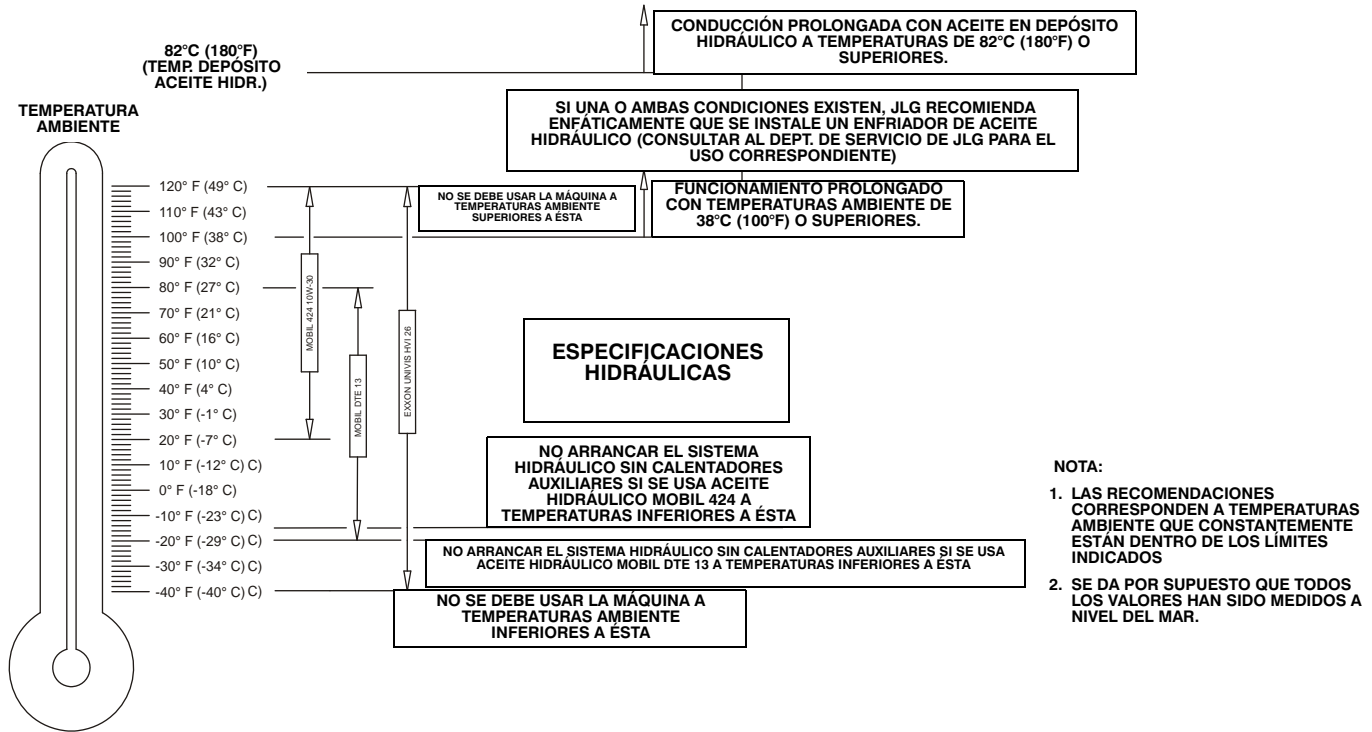 82°C (180°F)
(TEMP. DEPÓSITO
ACEITE HIDR.)
CONDUCCIÓN PROLONGADA CON ACEITE EN DEPÓSITO
HIDRÁULICO A TEMPERATURAS DE 82°C (180°F) O
SUPERIORES.
TEMPERATURA
AMBIENTE
SI UNA O AMBAS CONDICIONES EXISTEN, JLG RECOMIENDA
ENFÁTICAMENTE QUE SE INSTALE UN ENFRIADOR DE ACEITE
HIDRÁULICO (CONSULTAR AL DEPT. DE SERVICIO DE JLG PARA EL
USO CORRESPONDIENTE)
NO SE DEBE USAR LA MÁQUINA A
TEMPERATURAS AMBIENTE
SUPERIORES A ÉSTA
FUNCIONAMIENTO PROLONGADO
CON TEMPERATURAS AMBIENTE DE
38°C (100°F) O SUPERIORES.
120° F (49° C)
110° F (43° C)
100° F (38° C)
90° F (32° C)
80° F (27° C)
70° F (21° C)
60° F (16° C)
50° F (10° C)
40° F (4° C)
30° F (-1° C)
20° F (-7° C)
10° F (-12° C) C)
0° F (-18° C)
-10° F (-23° C) C)
-20° F (-29° C) C)
-30° F (-34° C) C)
-40° F (-40° C) C)
MOBIL 424 10W-30
MOBIL DTE 13
EXXON UNIVIS HVI 26
ESPECIFICACIONES
HIDRÁULICAS
NO ARRANCAR EL SISTEMA
HIDRÁULICO SIN CALENTADORES
AUXILIARES SI SE USA ACEITE
HIDRÁULICO MOBIL 424 A
TEMPERATURAS INFERIORES A ÉSTA
NO ARRANCAR EL SISTEMA HIDRÁULICO SIN CALENTADORES AUXILIARES SI SE USA
ACEITE HIDRÁULICO MOBIL DTE 13 A TEMPERATURAS INFERIORES A ÉSTA
NO SE DEBE USAR LA MÁQUINA A
TEMPERATURAS AMBIENTE
INFERIORES A ÉSTA
NOTA:
1. LAS RECOMENDACIONES
CORRESPONDEN A TEMPERATURAS
AMBIENTE QUE CONSTANTEMENTE
ESTÁN DENTRO DE LOS LÍMITES
INDICADOS
2. SE DA POR SUPUESTO QUE TODOS
LOS VALORES HAN SIDO MEDIDOS A
NIVEL DEL MAR.